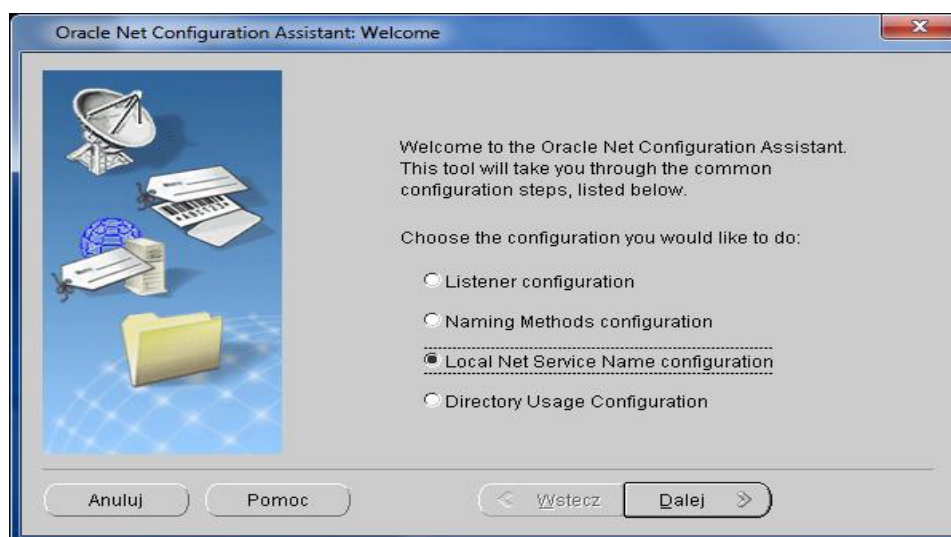 Oracle Net Configuration Assistant: Welcome
Welcome to the Oracle Net Configuration Assistant.
This tool will take you through the common
configuration steps, listed below.
Choose the configuration you would like to do:
Listener configuration
Naming Methods configuration
Local Net Service Name configuration
Directory Usage Configuration
Anuluj Pomoc Wstecz Dalej